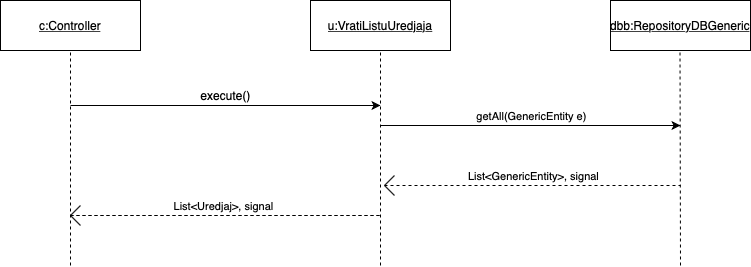 c:Controller
u:VratiListuUredjaja
dbb:RepositoryDBGeneric
execute()
getAll(GenericEntity e)
List<GenericEntity>, signal
List<Uredjaj>, signal